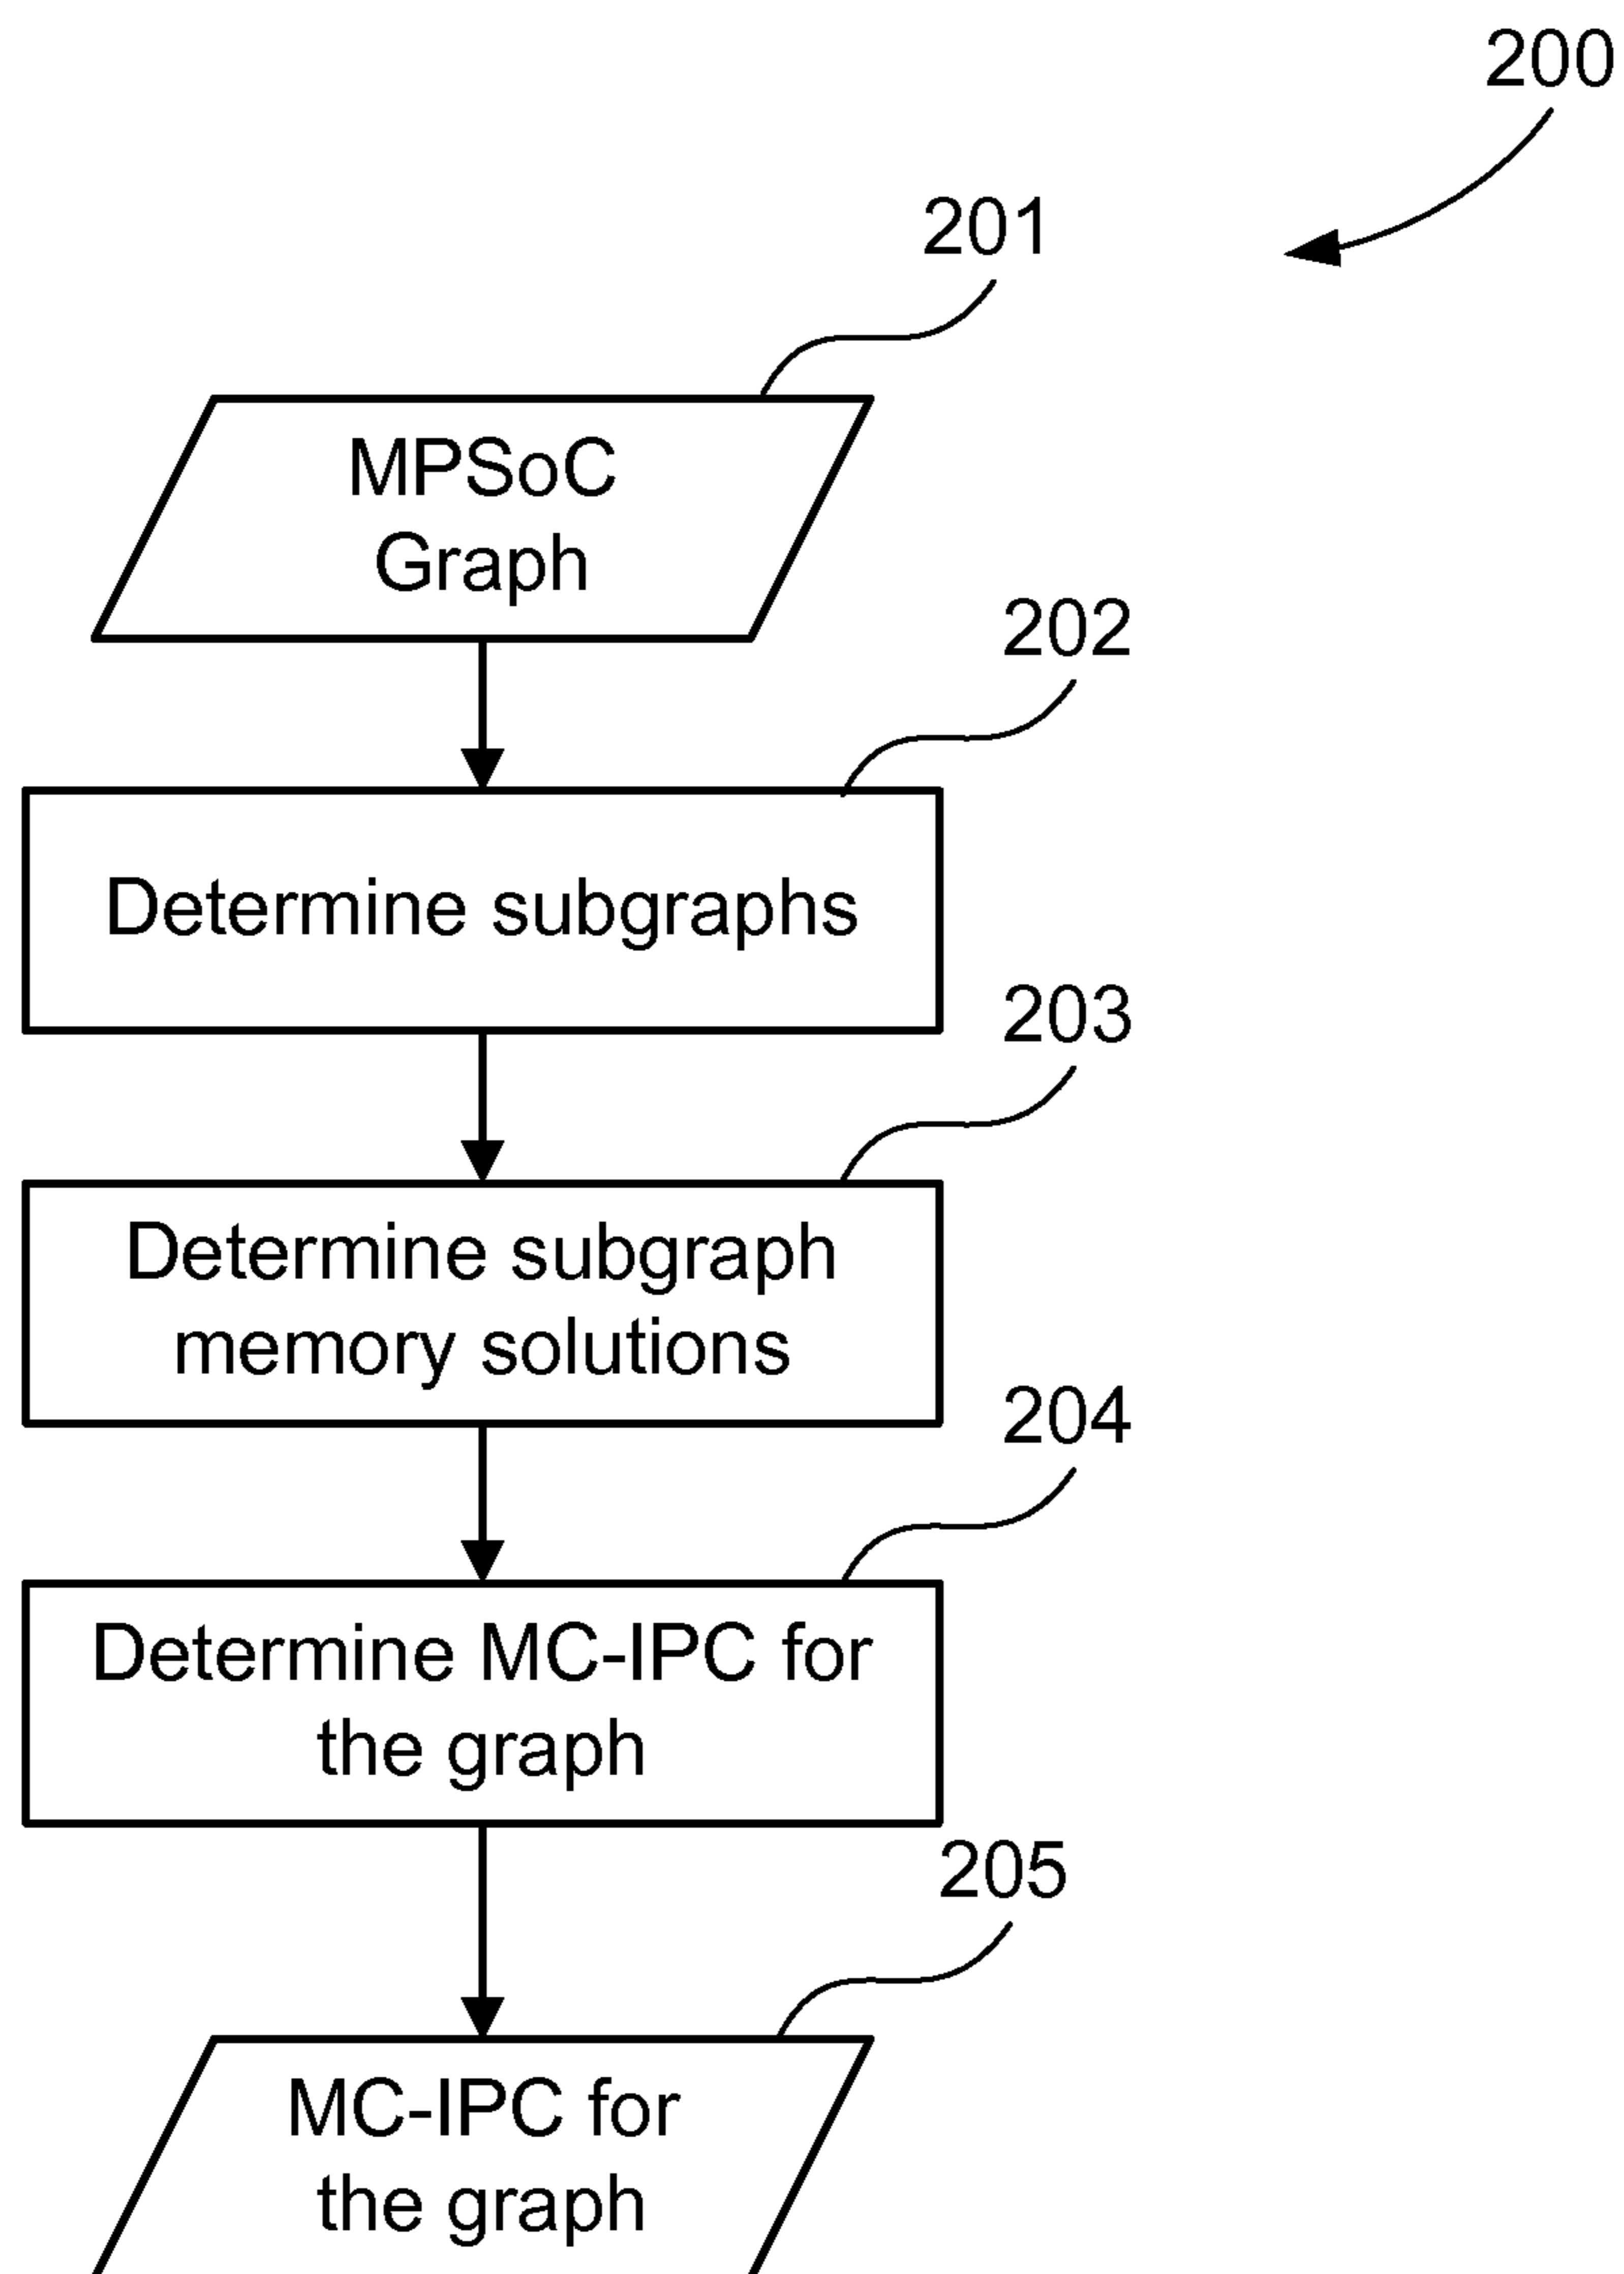 200
201
MPSoC
Graph
202
Determine subgraphs
203
Determine subgraph
memory solutions
204
Determine MC-IPC for
the graph
205
MC-IPC for
the graph